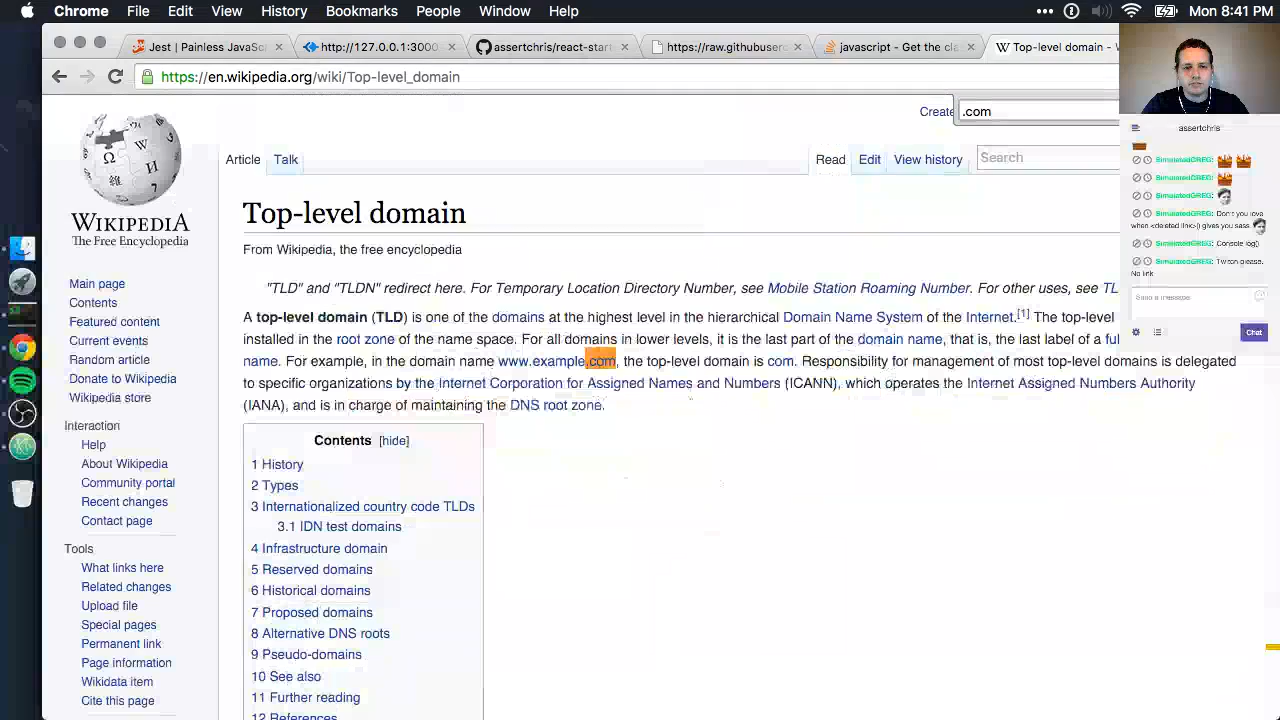 Chrome File Edit View History Bookmarks People Window Help
Mon 8:41 PM
Jest | Painless JavaSc
http://127.0.0.1:3000
assertchris/react-start
https://raw.githubuserc
javascript - Get the cla
Top-level domain - W
https://en.wikipedia.org/wiki/Top-level_domain
Create
.com
WIKIPEDIA
The Free Encyclopedia
Article Talk
Read Edit View history
Search
Top-level domain
From Wikipedia, the free encyclopedia
"TLD" and "TLDN" redirect here. For Temporary Location Directory Number, see Mobile Station Roaming Number. For other uses, see TL
A top-level domain (TLD) is one of the domains at the highest level in the hierarchical Domain Name System of the Internet.[1] The top-level
installed in the root zone of the name space. For all domains in lower levels, it is the last part of the domain name, that is, the last label of a ful
name. For example, in the domain name www.example.com, the top-level domain is com. Responsibility for management of most top-level domains is delegated
to specific organizations by the Internet Corporation for Assigned Names and Numbers (ICANN), which operates the Internet Assigned Numbers Authority
(IANA), and is in charge of maintaining the DNS root zone.
Contents [hide]
1 History
2 Types
3 Internationalized country code TLDs
3.1 IDN test domains
4 Infrastructure domain
5 Reserved domains
6 Historical domains
7 Proposed domains
8 Alternative DNS roots
9 Pseudo-domains
10 See also
11 Further reading
12 References
Main page
Contents
Featured content
Current events
Random article
Donate to Wikipedia
Wikipedia store
Interaction
Help
About Wikipedia
Community portal
Recent changes
Contact page
Tools
What links here
Related changes
Upload file
Special pages
Permanent link
Page information
Wikidata item
Cite this page
assertchris
SimulatedGREG:
SimulatedGREG:
SimulatedGREG:
SimulatedGREG: Don't you love
when <deleted link>() gives you sass
SimulatedGREG: Console log()
SimulatedGREG: Twitch please.
No link
Send a message
Chat